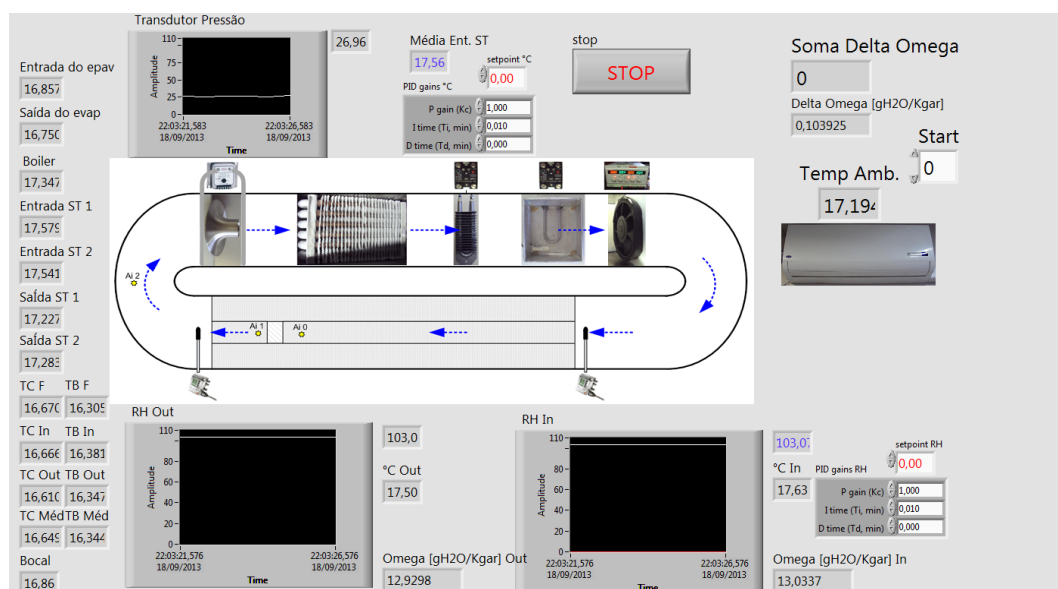 Transdutor Pressão
110
75
50
25
0
Amplitude
22:03:21,583
18/09/2013
22:03:26,583
18/09/2013
Time
26,96
Média Ent. ST
17,56
setpoint °C
0,00
PID gains °C
P gain (Kc) 1,000
I time (Ti, min) 0,010
D time (Td, min) 0,000
stop
STOP
Soma Delta Omega
0
Delta Omega [gH2O/Kgar]
0,103925
Start
0
Temp Amb.
17,194
Entrada do epav
16,857
Saída do evap
16,750
Boiler
17,347
Entrada ST 1
17,579
Entrada ST 2
17,541
Saída ST 1
17,227
Saída ST 2
17,283
TC F TB F
16,670 16,305
TC In TB In
16,666 16,381
TC Out TB Out
16,610 16,347
TC Méd TB Méd
16,649 16,344
Bocal
16,86
Ai 2
Ai 1
Ai 0
RH Out
110
80
60
40
20
0
Amplitude
22:03:21,576
18/09/2013
22:03:26,576
18/09/2013
Time
103,0
°C Out
17,50
Omega [gH2O/Kgar] Out
12,9298
RH In
110
80
60
40
20
0
Amplitude
22:03:21,576
18/09/2013
22:03:26,576
18/09/2013
Time
103,07
setpoint RH
0,00
°C In
17,63
PID gains RH
P gain (Kc) 1,000
I time (Ti, min) 0,010
D time (Td, min) 0,000
Omega [gH2O/Kgar] In
13,0337